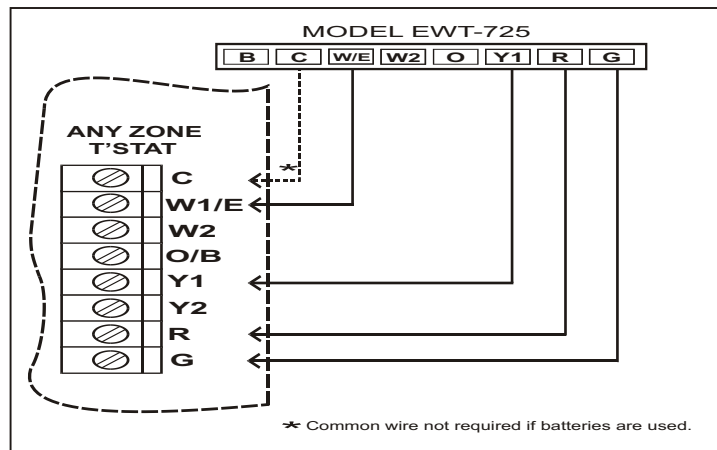 MODEL EWT-725
B C W/E W2 O Y1 R G
ANY ZONE
T'STAT
*
C
W1/E
W2
O/B
Y1
Y2
R
G
* Common wire not required if batteries are used.